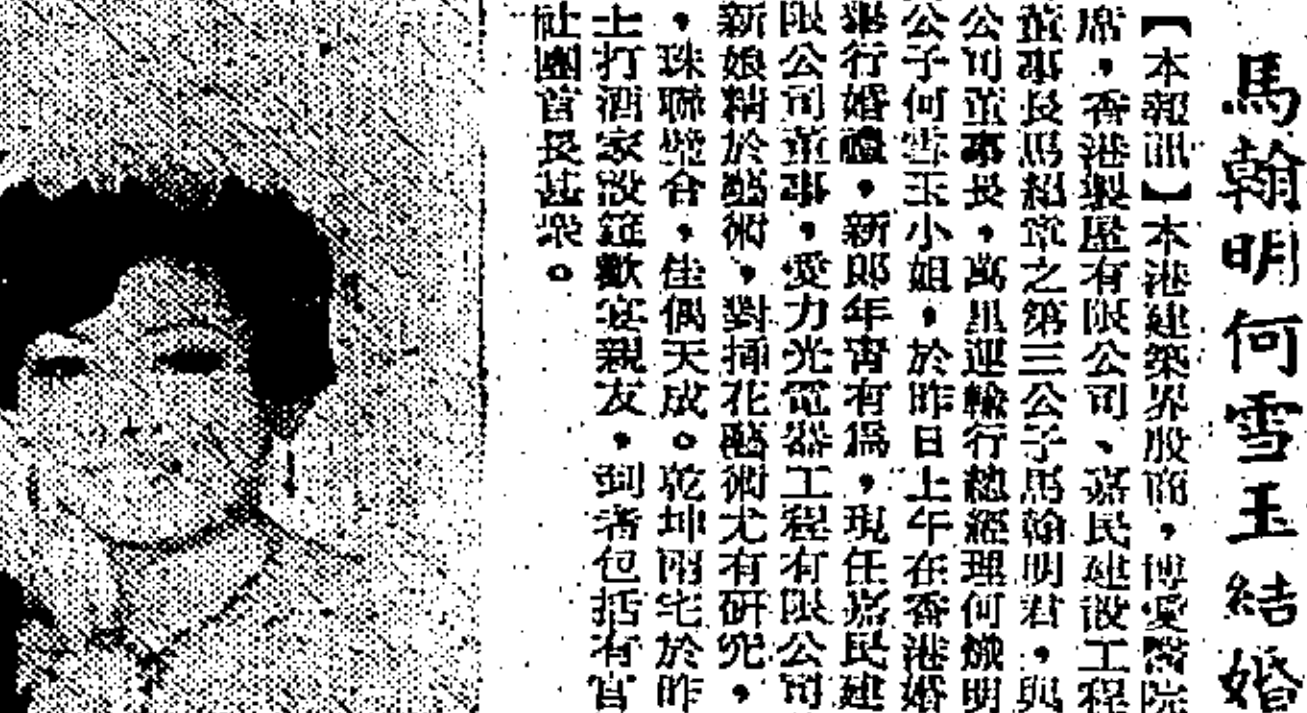 馬翰明何雪玉結婚
【本報訊】本港建築界殷商,博愛醫院
席,香港製屋有限公司、嘉民建設工程
董事長馬紹章之第三公子馬翰明君,與
公司董事長,萬里運輸行總經理何熾明
公子何雪玉小姐,於昨日上午在香港婚
舉行婚禮。新郎年青有為,現任嘉民建
限公司董事,愛力光電器工程有限公司
新娘精於藝術,對插花藝術尤有研究,
,珠聯璧合,佳偶天成。乾坤兩宅於昨
士打酒家設筵歡宴親友,到者包括有官
社團首長甚衆。